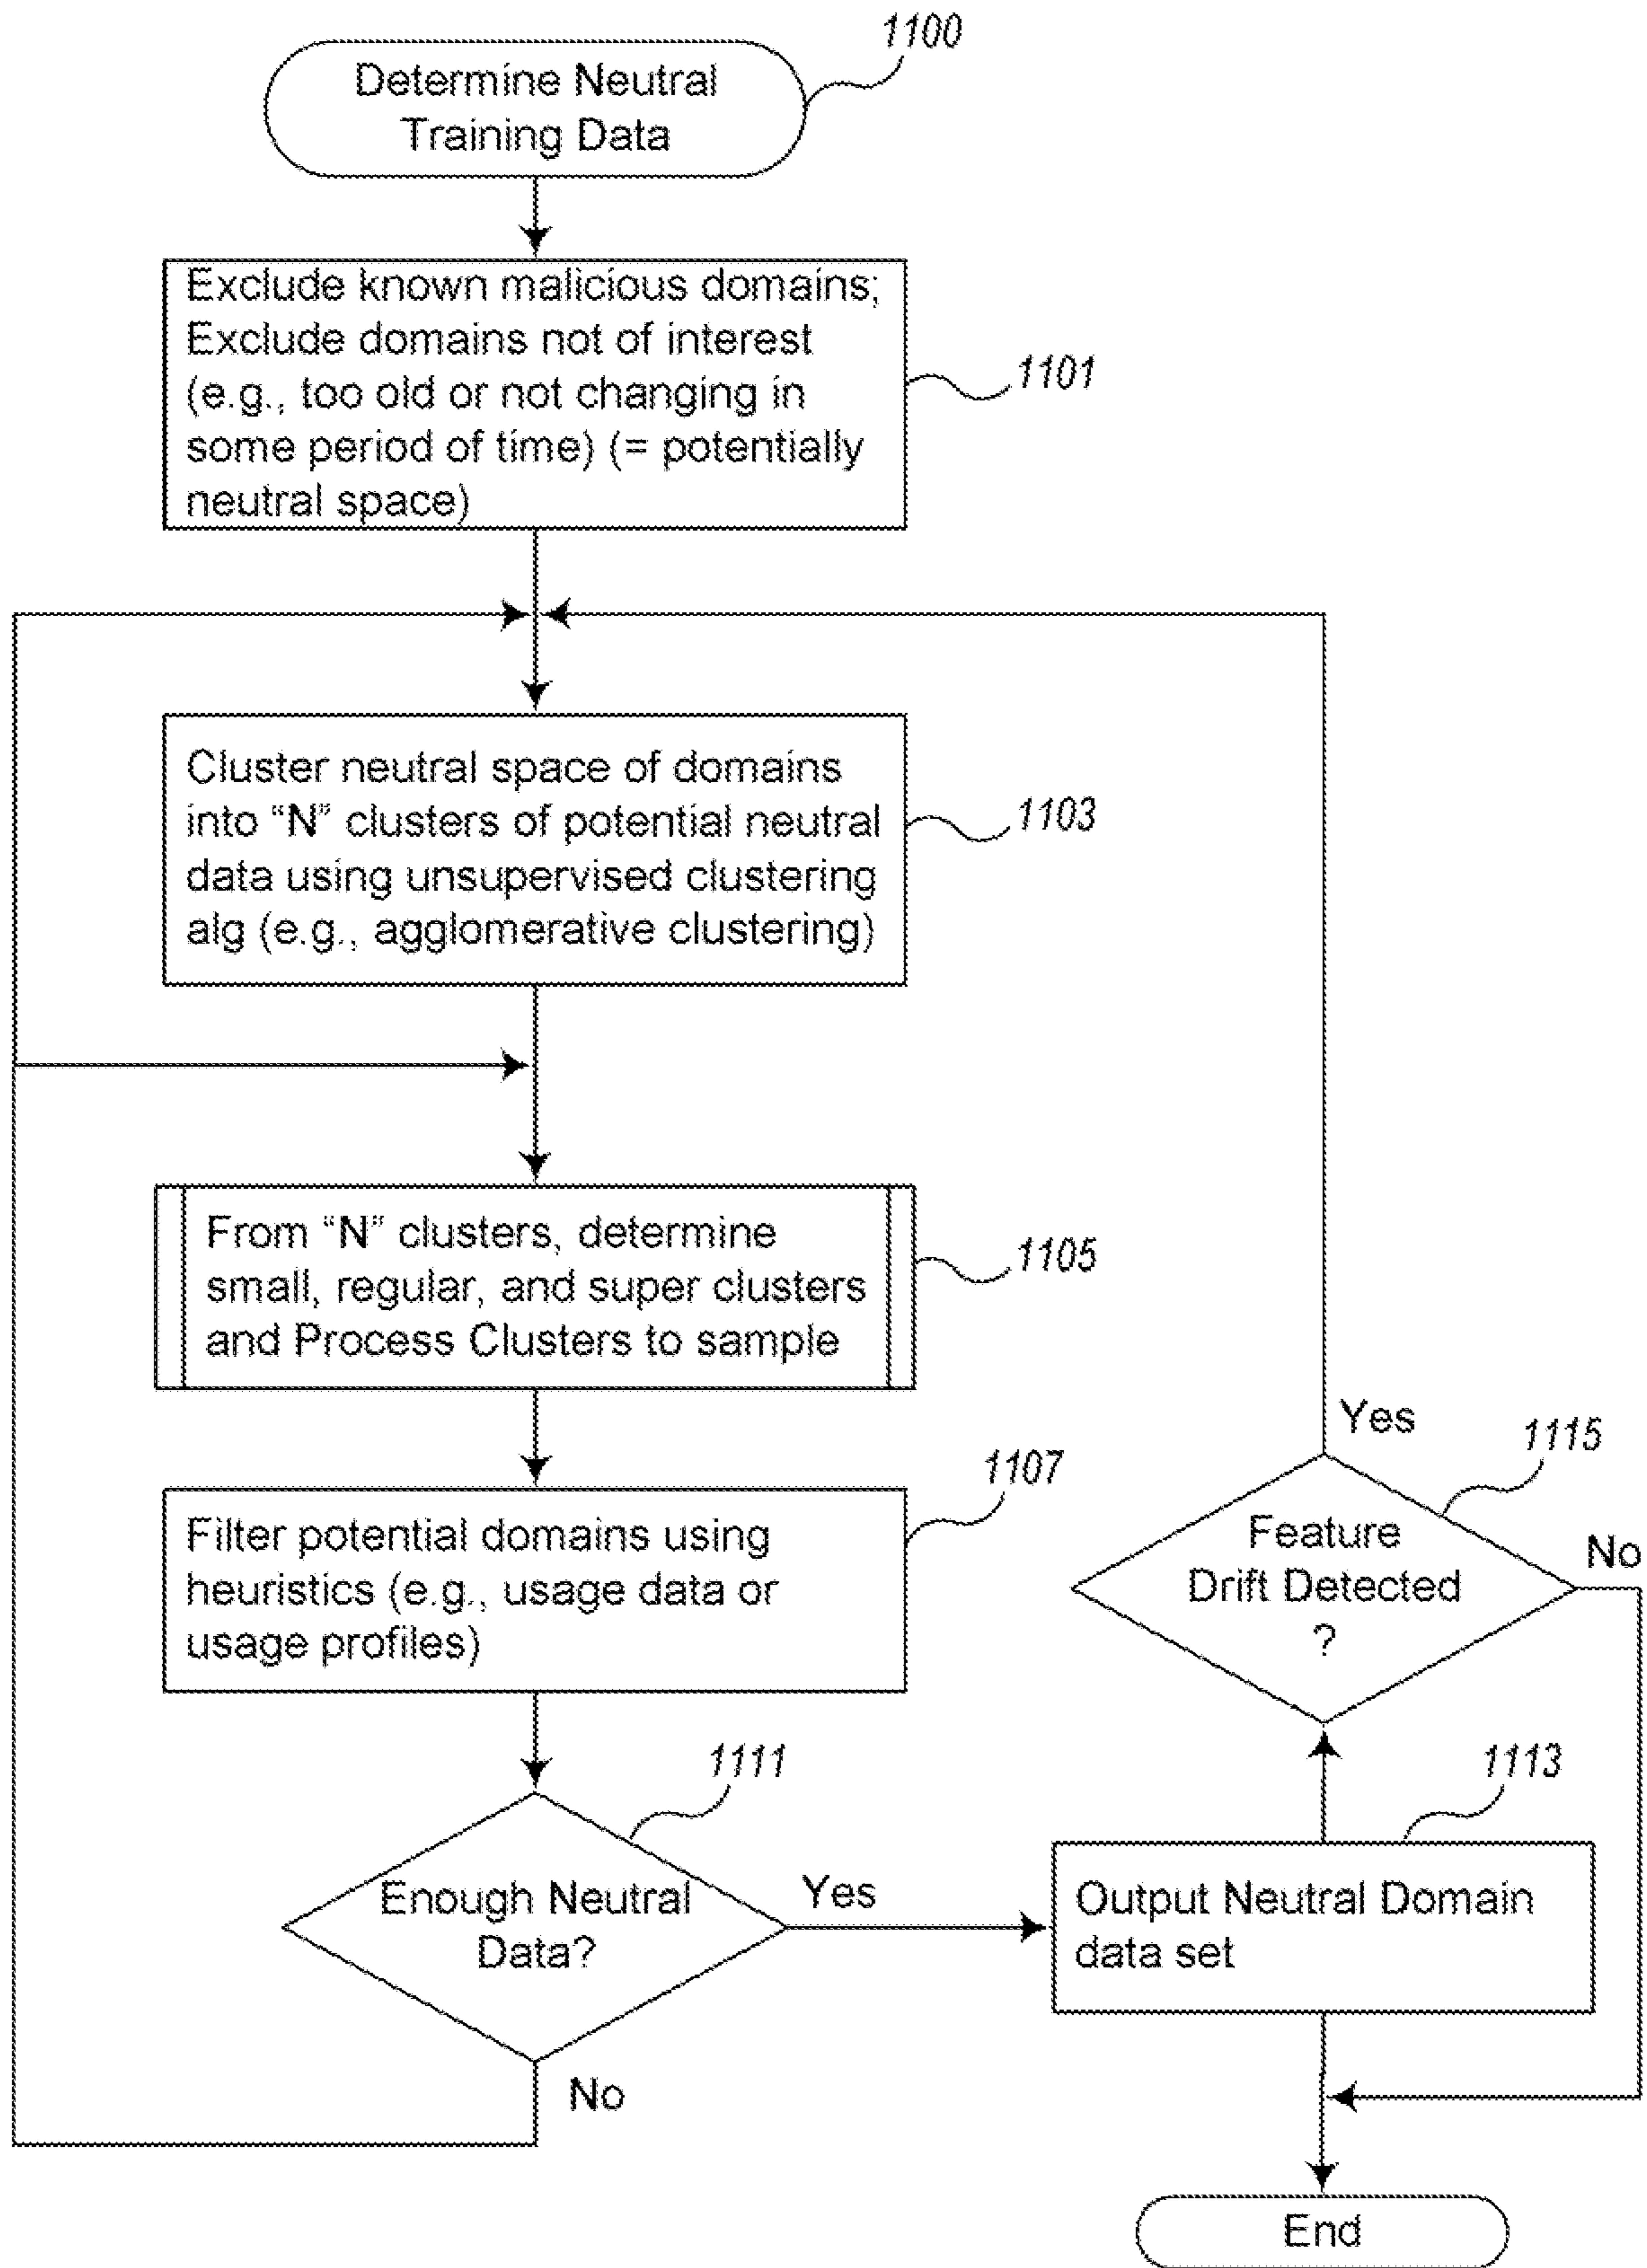 1100
Determine Neutral
Training Data
Exclude known malicious domains;
Exclude domains not of interest
(e.g., too old or not changing in
some period of time) (= potentially
neutral space)
1101
Cluster neutral space of domains
into “N” clusters of potential neutral
data using unsupervised clustering
alg (e.g., agglomerative clustering)
1103
From “N” clusters, determine
small, regular, and super clusters
and Process Clusters to sample
1105
Filter potential domains using
heuristics (e.g., usage data or
usage profiles)
1107
Enough Neutral
Data?
1111
Yes
No
Output Neutral Domain
data set
1113
Feature
Drift Detected
?
1115
Yes
No
End